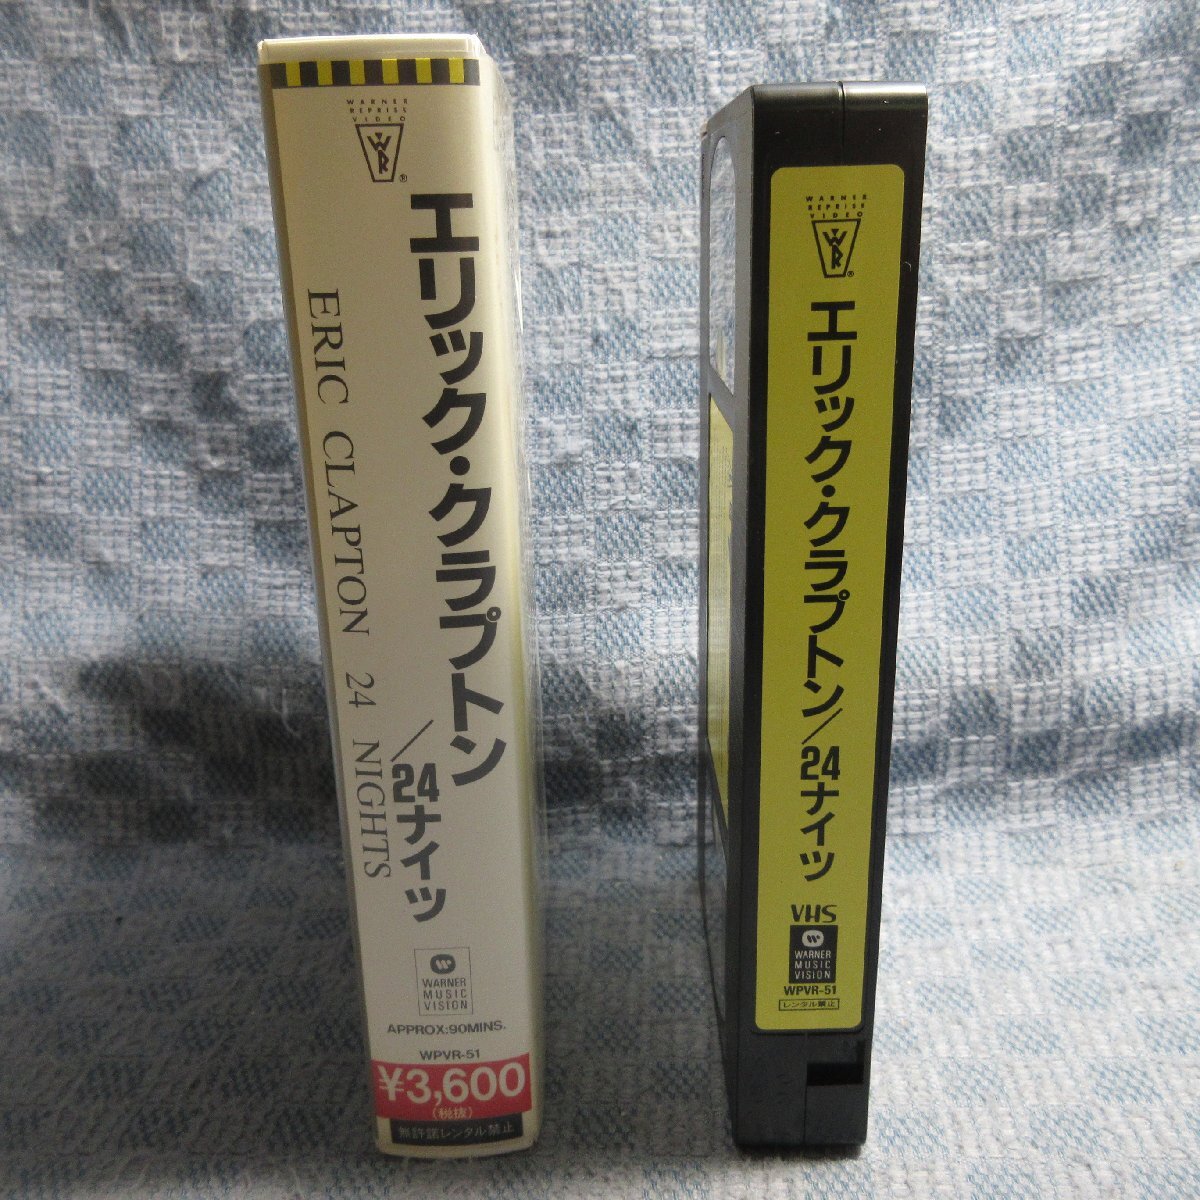 WARNER
REPRISE
VIDEO
WR
®
エリック・クラプトン
／24ナイツ
ERIC CLAPTON 24 NIGHTS
WARNER
MUSIC
VISION
APPROX:90MINS.
WPVR-51
¥3,600
(税抜)
無許諾レンタル禁止
WARNER
REPRISE
VIDEO
WR
®
エリック・クラプトン／24ナイツ
VHS
WARNER
MUSIC
VISION
WPVR-51
レンタル禁止